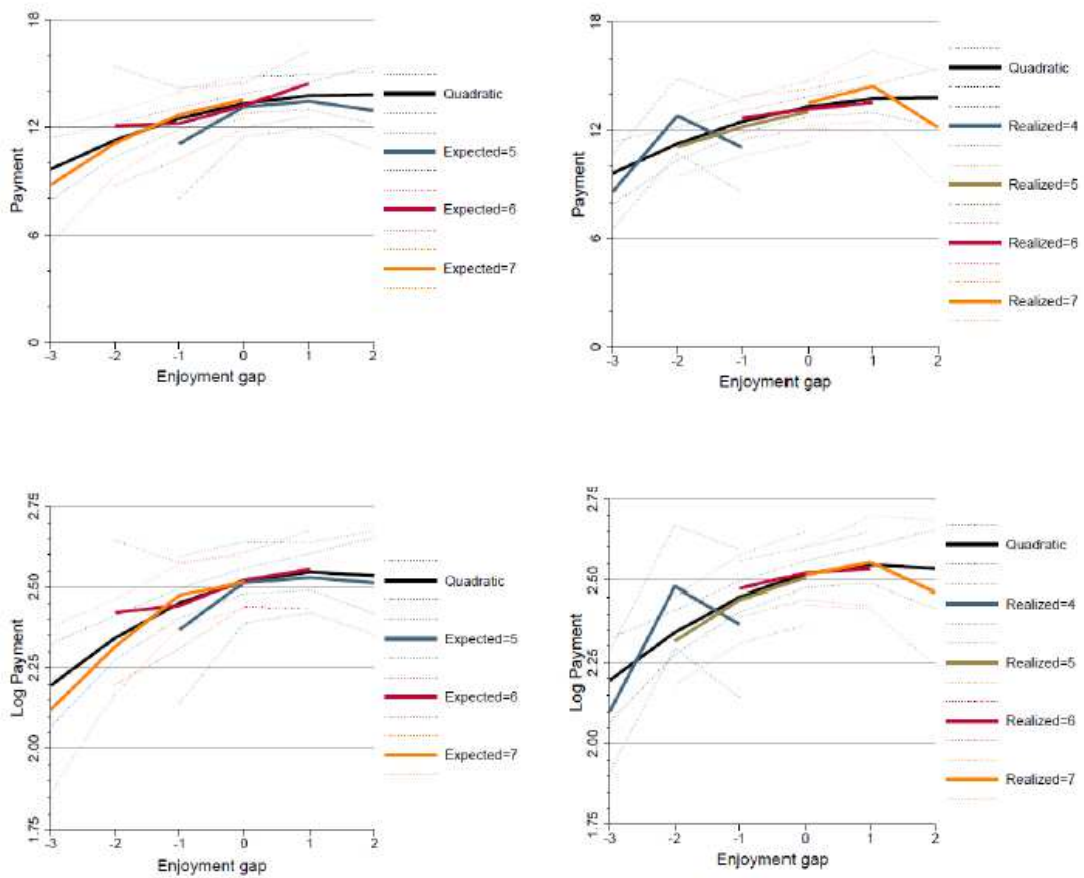 18
12
6
0
Payment
-3 -2 -1 0 1 2
Enjoyment gap
Quadratic
Expected=5
Expected=6
Expected=7
18
12
6
0
Payment
-3 -2 -1 0 1 2
Enjoyment gap
Quadratic
Realized=4
Realized=5
Realized=6
Realized=7
2.75
2.50
2.25
2.00
1.75
Log Payment
-3 -2 -1 0 1 2
Enjoyment gap
Quadratic
Expected=5
Expected=6
Expected=7
2.75
2.50
2.25
2.00
1.75
Log Payment
-3 -2 -1 0 1 2
Enjoyment gap
Quadratic
Realized=4
Realized=5
Realized=6
Realized=7